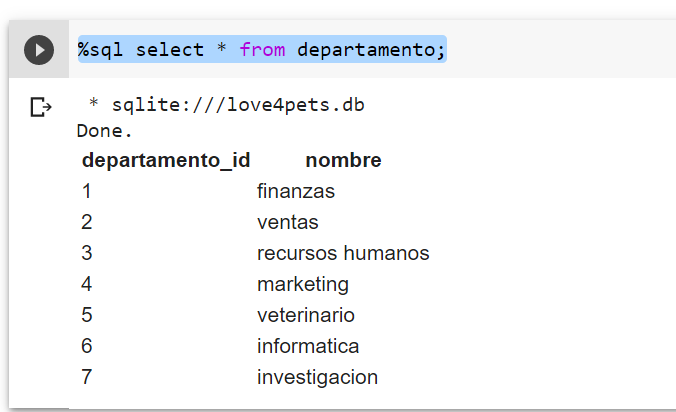 %sql select * from departamento;
* sqlite:///love4pets.db
Done.
departamento_id nombre
1 finanzas
2 ventas
3 recursos humanos
4 marketing
5 veterinario
6 informatica
7 investigacion